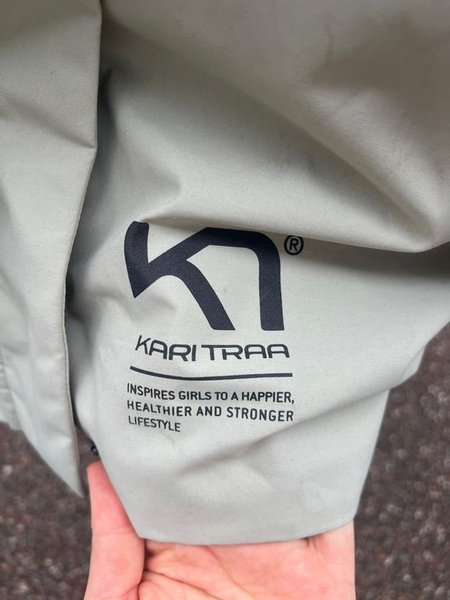 ®
KARI TRAA
INSPIRES GIRLS TO A HAPPIER,
HEALTHIER AND STRONGER
LIFESTYLE